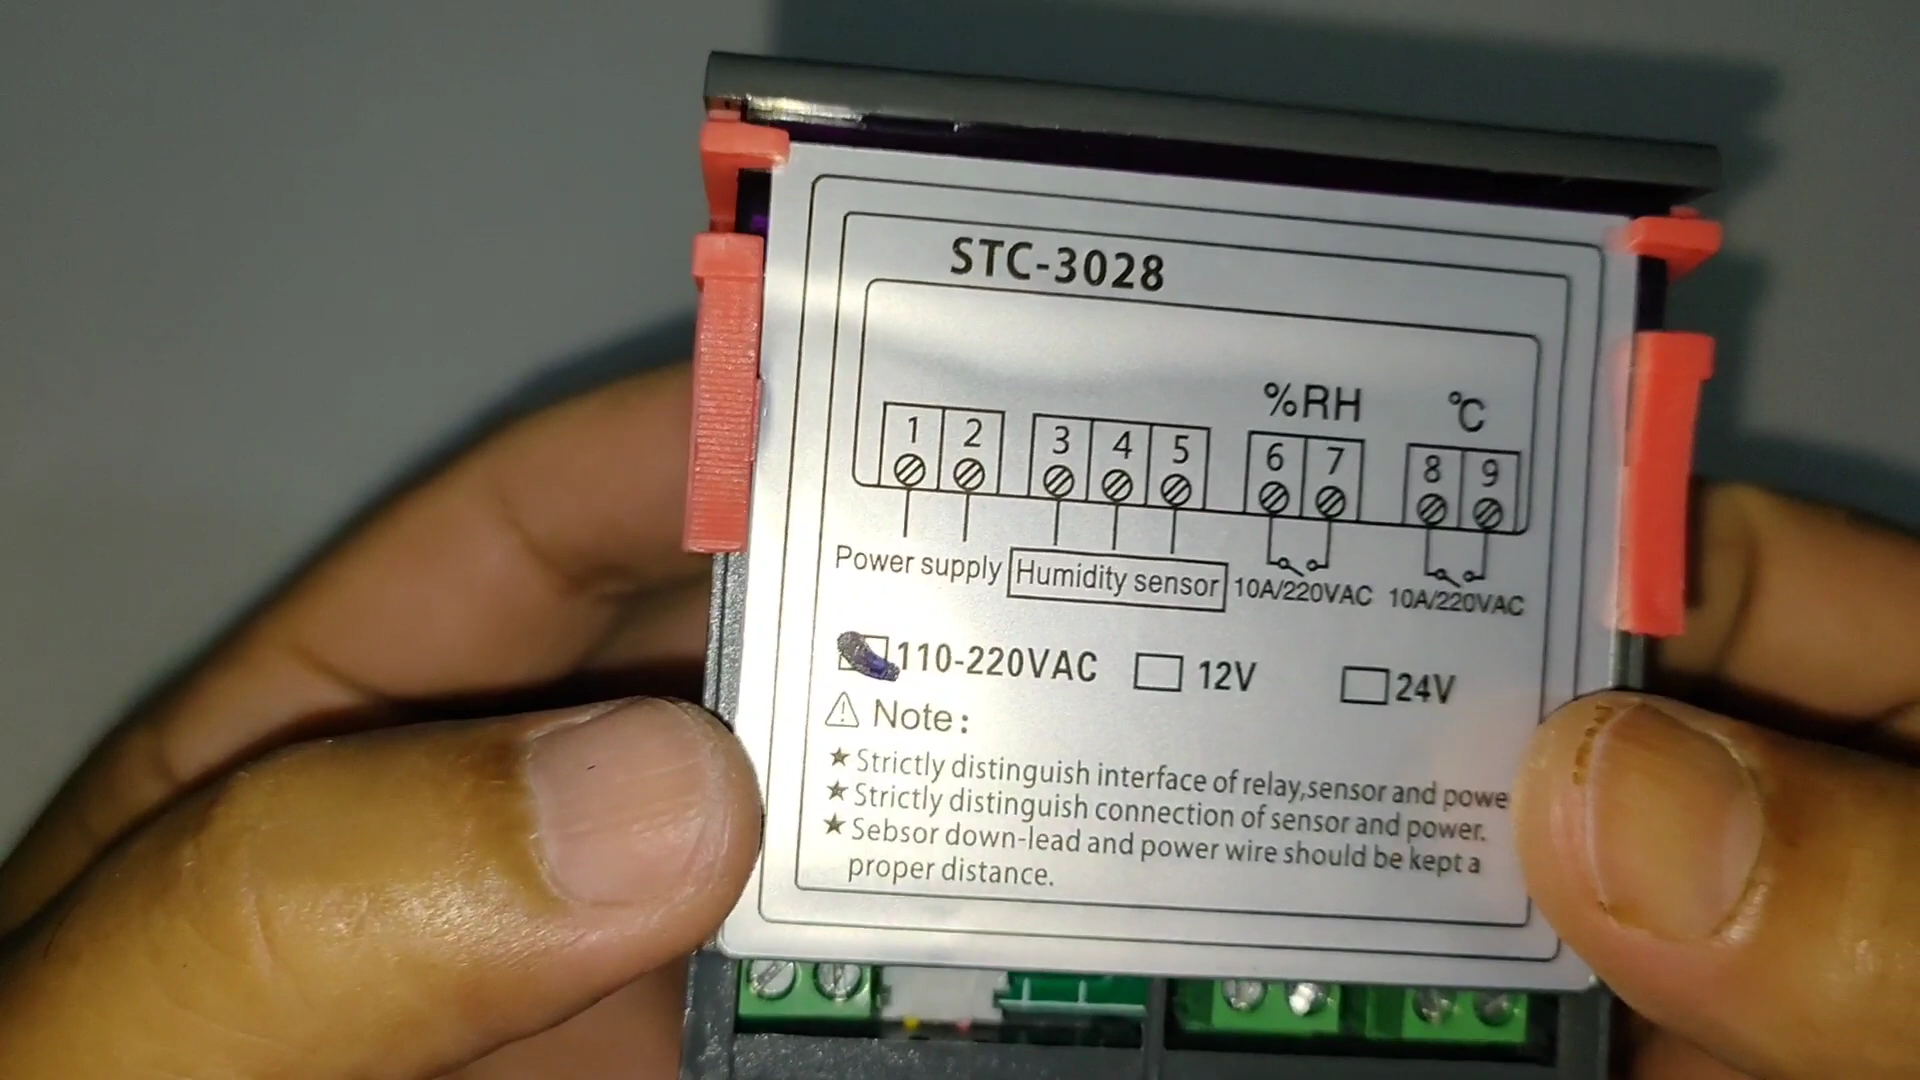 STC-3028
%RH °C
1 2 3 4 5 6 7 8 9
Power supply Humidity sensor 10A/220VAC 10A/220VAC
110-220VAC 12V 24V
Note:
★ Strictly distinguish interface of relay,sensor and powe
★ Strictly distinguish connection of sensor and power.
★ Sebsor down-lead and power wire should be kept a
proper distance.